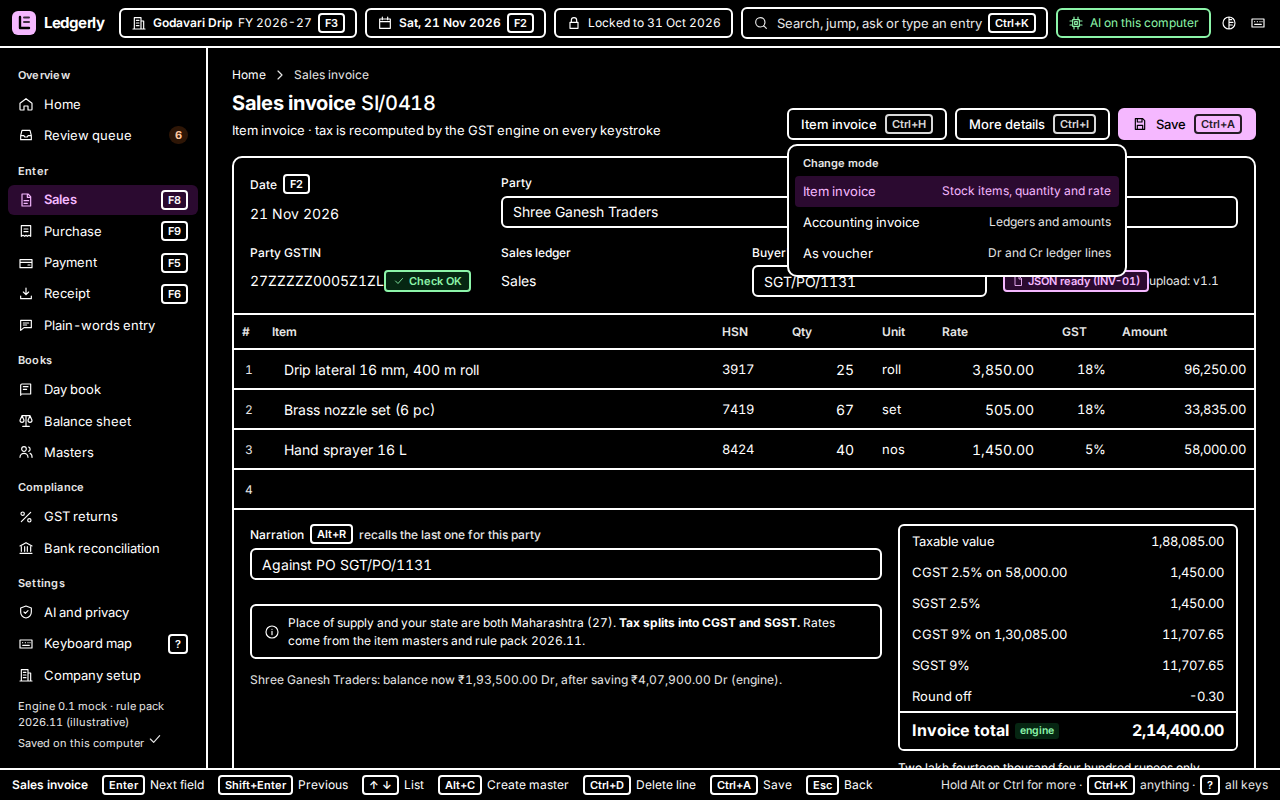 Ledgerly
Godavari Drip FY 2026-27 F3
Sat, 21 Nov 2026 F2
Locked to 31 Oct 2026
Search, jump, ask or type an entry Ctrl+K
AI on this computer
Overview
Home
Review queue 6
Enter
Sales F8
Purchase F9
Payment F5
Receipt F6
Plain-words entry
Books
Day book
Balance sheet
Masters
Compliance
GST returns
Bank reconciliation
Settings
AI and privacy
Keyboard map ?
Company setup
Engine 0.1 mock · rule pack
2026.11 (illustrative)
Saved on this computer
Home > Sales invoice
Sales invoice SI/0418
Item invoice · tax is recomputed by the GST engine on every keystroke
Item invoice Ctrl+H
More details Ctrl+I
Save Ctrl+A
Change mode
Item invoice Stock items, quantity and rate
Accounting invoice Ledgers and amounts
As voucher Dr and Cr ledger lines
Date F2
21 Nov 2026
Party
Shree Ganesh Traders
Party GSTIN
27ZZZZZ0005Z1ZL Check OK
Sales ledger
Sales
Buyer
SGT/PO/1131
JSON ready (INV-01) upload: v1.1
# Item HSN Qty Unit Rate GST Amount
1 Drip lateral 16 mm, 400 m roll 3917 25 roll 3,850.00 18% 96,250.00
2 Brass nozzle set (6 pc) 7419 67 set 505.00 18% 33,835.00
3 Hand sprayer 16 L 8424 40 nos 1,450.00 5% 58,000.00
4
Narration Alt+R recalls the last one for this party
Against PO SGT/PO/1131
Place of supply and your state are both Maharashtra (27). Tax splits into CGST and SGST. Rates
come from the item masters and rule pack 2026.11.
Shree Ganesh Traders: balance now ₹1,93,500.00 Dr, after saving ₹4,07,900.00 Dr (engine).
Taxable value 1,88,085.00
CGST 2.5% on 58,000.00 1,450.00
SGST 2.5% 1,450.00
CGST 9% on 1,30,085.00 11,707.65
SGST 9% 11,707.65
Round off -0.30
Invoice total engine 2,14,400.00
Two lakh fourteen thousand four hundred rupees only
Sales invoice Enter Next field Shift+Enter Previous ↑ ↓ List Alt+C Create master Ctrl+D Delete line Ctrl+A Save Esc Back Hold Alt or Ctrl for more · Ctrl+K anything · ? all keys